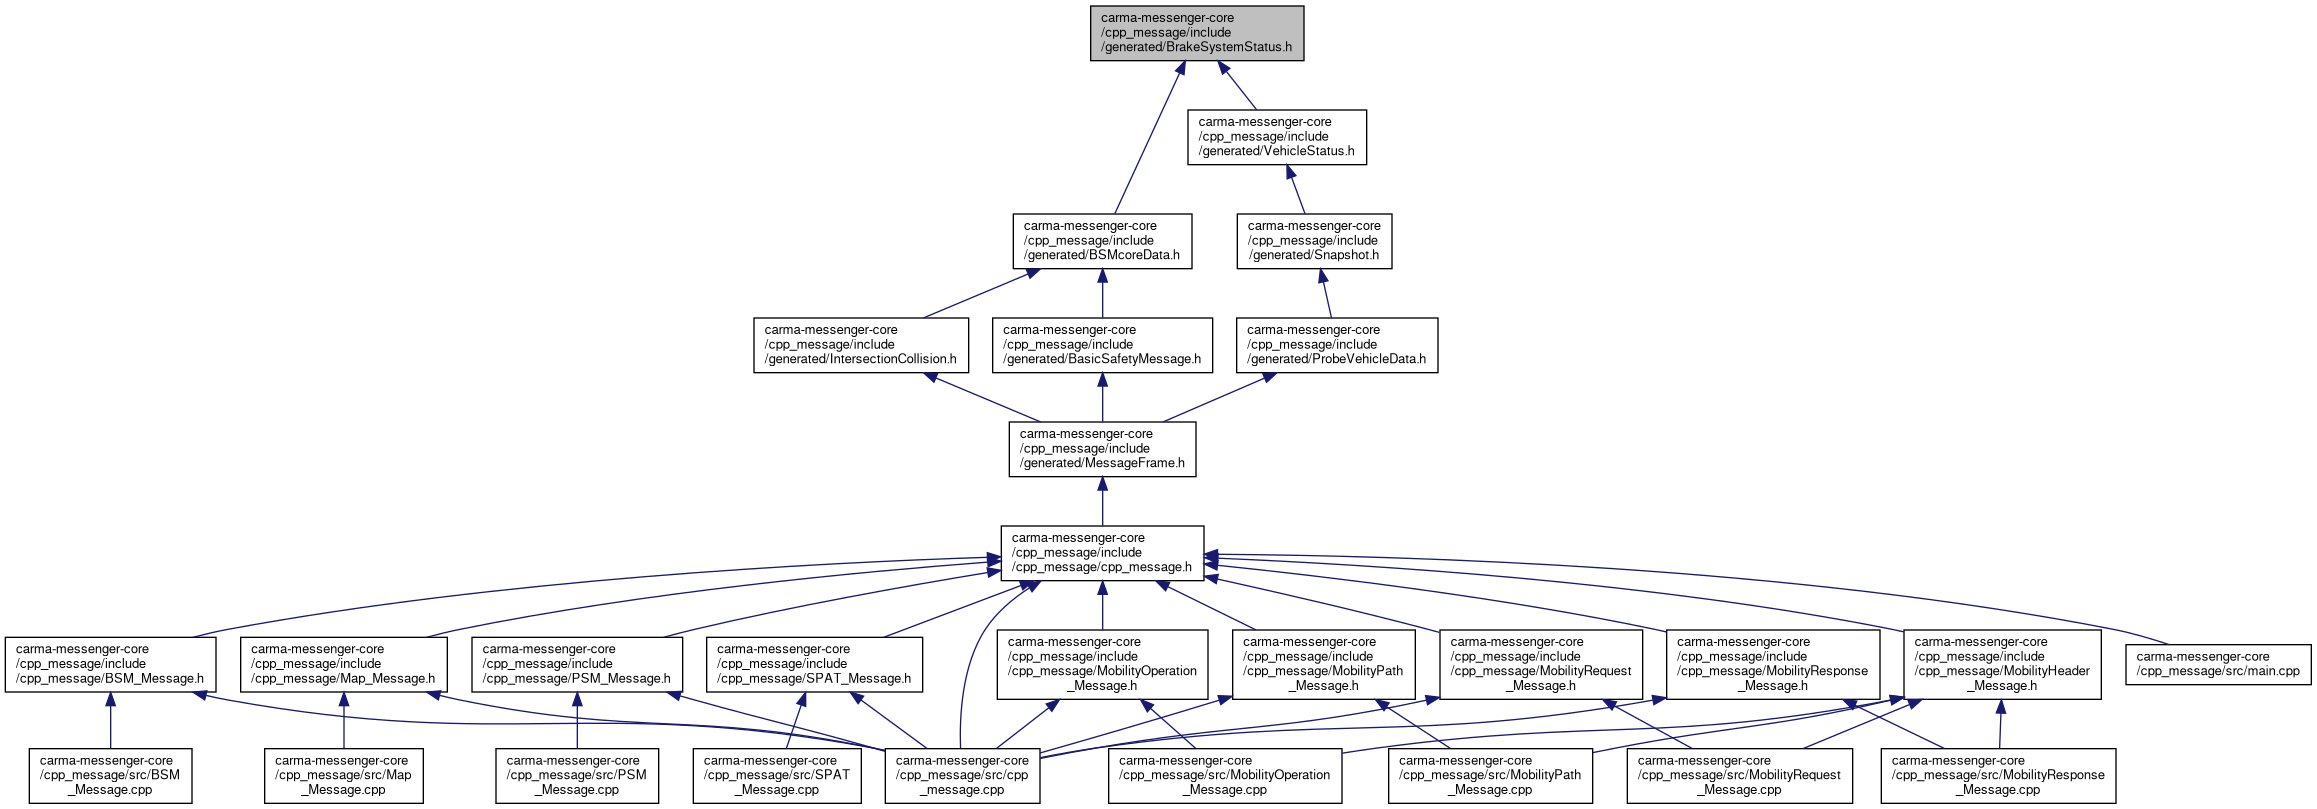 carma-messenger-core
/cpp_message/include
/generated/BrakeSystemStatus.h
carma-messenger-core
/cpp_message/include
/generated/VehicleStatus.h
carma-messenger-core
/cpp_message/include
/generated/BSMcoreData.h
carma-messenger-core
/cpp_message/include
/generated/Snapshot.h
carma-messenger-core
/cpp_message/include
/generated/IntersectionCollision.h
carma-messenger-core
/cpp_message/include
/generated/BasicSafetyMessage.h
carma-messenger-core
/cpp_message/include
/generated/ProbeVehicleData.h
carma-messenger-core
/cpp_message/include
/generated/MessageFrame.h
carma-messenger-core
/cpp_message/include
/cpp_message/cpp_message.h
carma-messenger-core
/cpp_message/include
/cpp_message/BSM_Message.h
carma-messenger-core
/cpp_message/include
/cpp_message/Map_Message.h
carma-messenger-core
/cpp_message/include
/cpp_message/PSM_Message.h
carma-messenger-core
/cpp_message/include
/cpp_message/SPAT_Message.h
carma-messenger-core
/cpp_message/include
/cpp_message/MobilityOperation
_Message.h
carma-messenger-core
/cpp_message/include
/cpp_message/MobilityPath
_Message.h
carma-messenger-core
/cpp_message/include
/cpp_message/MobilityRequest
_Message.h
carma-messenger-core
/cpp_message/include
/cpp_message/MobilityResponse
_Message.h
carma-messenger-core
/cpp_message/include
/cpp_message/MobilityHeader
_Message.h
carma-messenger-core
/cpp_message/src/main.cpp
carma-messenger-core
/cpp_message/src/BSM
_Message.cpp
carma-messenger-core
/cpp_message/src/Map
_Message.cpp
carma-messenger-core
/cpp_message/src/PSM
_Message.cpp
carma-messenger-core
/cpp_message/src/SPAT
_Message.cpp
carma-messenger-core
/cpp_message/src/cpp
_message.cpp
carma-messenger-core
/cpp_message/src/MobilityOperation
_Message.cpp
carma-messenger-core
/cpp_message/src/MobilityPath
_Message.cpp
carma-messenger-core
/cpp_message/src/MobilityRequest
_Message.cpp
carma-messenger-core
/cpp_message/src/MobilityResponse
_Message.cpp